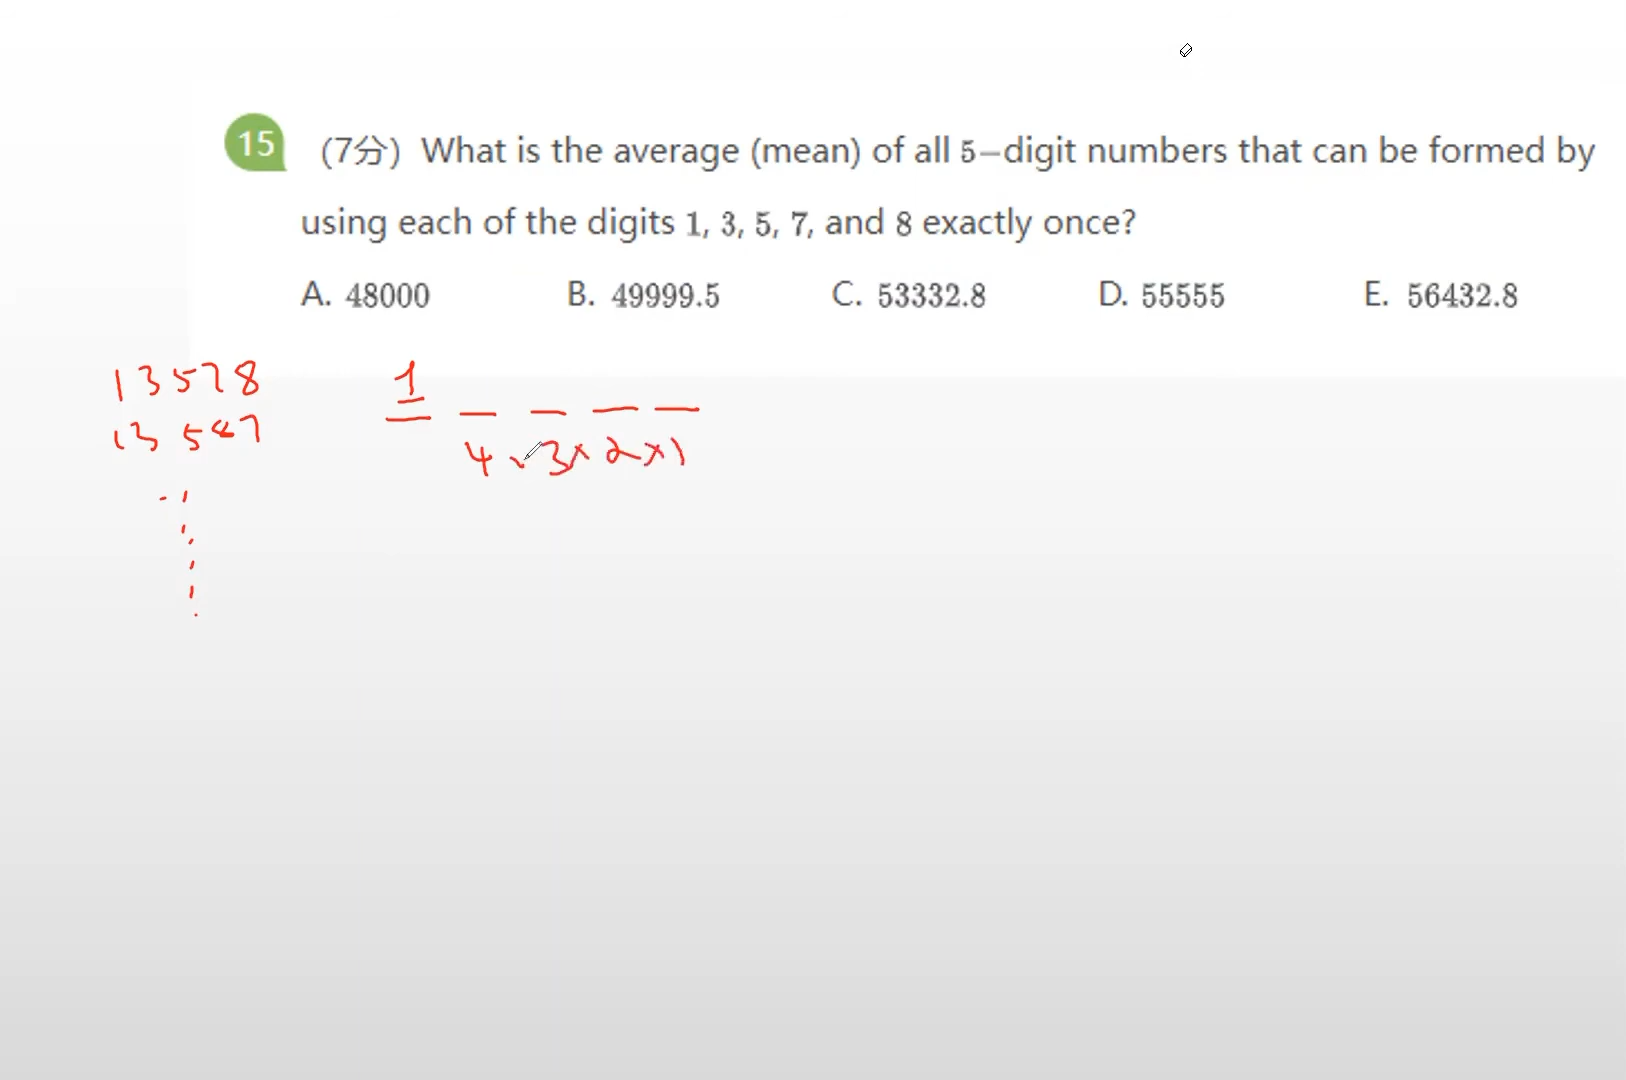 15 (7分) What is the average (mean) of all 5−digit numbers that can be formed by
using each of the digits 1, 3, 5, 7, and 8 exactly once?
A. 48000 B. 49999.5 C. 53332.8 D. 55555 E. 56432.8
13578
13587
1
4 × 3 × 2 × 1